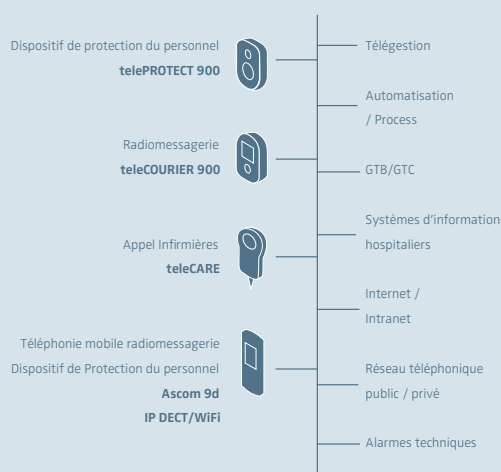 Dispositif de protection du personnel
telePROTECT 900
Radiomessagerie
teleCOURIER 900
Appel Infirmières
teleCARE
Téléphonie mobile radiomessagerie
Dispositif de Protection du personnel
Ascom 9d
IP DECT/WiFi
Télégestion
Automatisation
/ Process
GTB/GTC
Systèmes d'information
hospitaliers
Internet /
Intranet
Réseau téléphonique
public / privé
Alarmes techniques